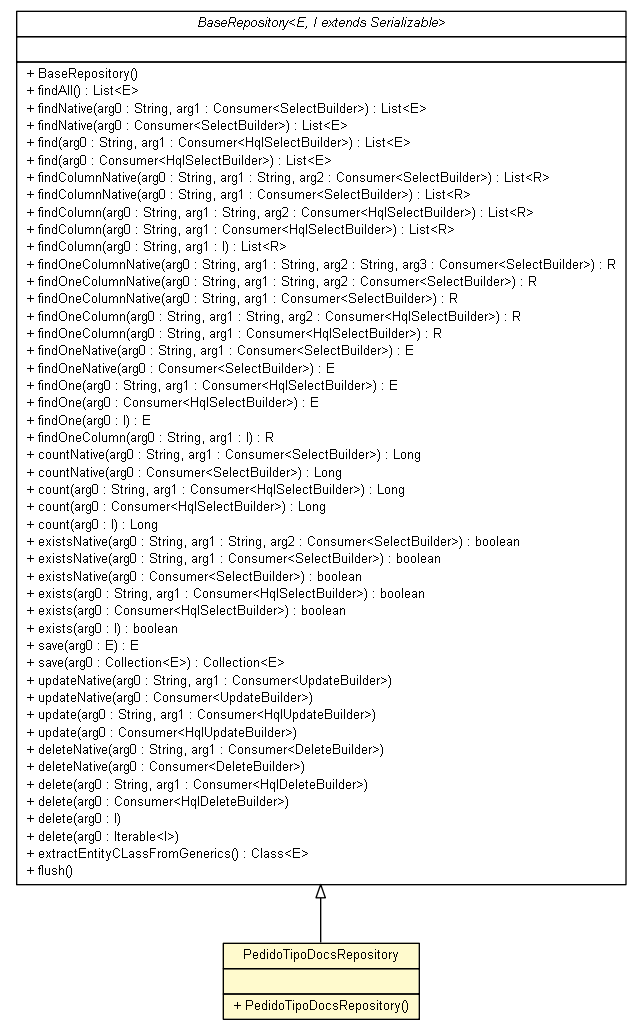 BaseRepository<E, I extends Serializable>
+ BaseRepository()
+ findAll() : List<E>
+ findNative(arg0 : String, arg1 : Consumer<SelectBuilder>) : List<E>
+ findNative(arg0 : Consumer<SelectBuilder>) : List<E>
+ find(arg0 : String, arg1 : Consumer<HqlSelectBuilder>) : List<E>
+ find(arg0 : Consumer<HqlSelectBuilder>) : List<E>
+ findColumnNative(arg0 : String, arg1 : String, arg2 : Consumer<SelectBuilder>) : List<R>
+ findColumnNative(arg0 : String, arg1 : Consumer<SelectBuilder>) : List<R>
+ findColumn(arg0 : String, arg1 : String, arg2 : Consumer<HqlSelectBuilder>) : List<R>
+ findColumn(arg0 : String, arg1 : Consumer<HqlSelectBuilder>) : List<R>
+ findColumn(arg0 : String, arg1 : I) : List<R>
+ findOneColumnNative(arg0 : String, arg1 : String, arg2 : String, arg3 : Consumer<SelectBuilder>) : R
+ findOneColumnNative(arg0 : String, arg1 : String, arg2 : Consumer<SelectBuilder>) : R
+ findOneColumnNative(arg0 : String, arg1 : Consumer<SelectBuilder>) : R
+ findOneColumn(arg0 : String, arg1 : String, arg2 : Consumer<HqlSelectBuilder>) : R
+ findOneColumn(arg0 : String, arg1 : Consumer<HqlSelectBuilder>) : R
+ findOneNative(arg0 : String, arg1 : Consumer<SelectBuilder>) : E
+ findOneNative(arg0 : Consumer<SelectBuilder>) : E
+ findOne(arg0 : String, arg1 : Consumer<HqlSelectBuilder>) : E
+ findOne(arg0 : Consumer<HqlSelectBuilder>) : E
+ findOne(arg0 : I) : E
+ findOneColumn(arg0 : String, arg1 : I) : R
+ countNative(arg0 : String, arg1 : Consumer<SelectBuilder>) : Long
+ countNative(arg0 : Consumer<SelectBuilder>) : Long
+ count(arg0 : String, arg1 : Consumer<HqlSelectBuilder>) : Long
+ count(arg0 : Consumer<HqlSelectBuilder>) : Long
+ count(arg0 : I) : Long
+ existsNative(arg0 : String, arg1 : String, arg2 : Consumer<SelectBuilder>) : boolean
+ existsNative(arg0 : String, arg1 : Consumer<SelectBuilder>) : boolean
+ existsNative(arg0 : Consumer<SelectBuilder>) : boolean
+ exists(arg0 : String, arg1 : Consumer<HqlSelectBuilder>) : boolean
+ exists(arg0 : Consumer<HqlSelectBuilder>) : boolean
+ exists(arg0 : I) : boolean
+ save(arg0 : E) : E
+ save(arg0 : Collection<E>) : Collection<E>
+ updateNative(arg0 : String, arg1 : Consumer<UpdateBuilder>)
+ updateNative(arg0 : Consumer<UpdateBuilder>)
+ update(arg0 : String, arg1 : Consumer<HqlUpdateBuilder>)
+ update(arg0 : Consumer<HqlUpdateBuilder>)
+ deleteNative(arg0 : String, arg1 : Consumer<DeleteBuilder>)
+ deleteNative(arg0 : Consumer<DeleteBuilder>)
+ delete(arg0 : String, arg1 : Consumer<HqlDeleteBuilder>)
+ delete(arg0 : Consumer<HqlDeleteBuilder>)
+ delete(arg0 : I)
+ delete(arg0 : Iterable<I>)
+ extractEntityCLassFromGenerics() : Class<E>
+ flush()
PedidoTipoDocsRepository
+ PedidoTipoDocsRepository()